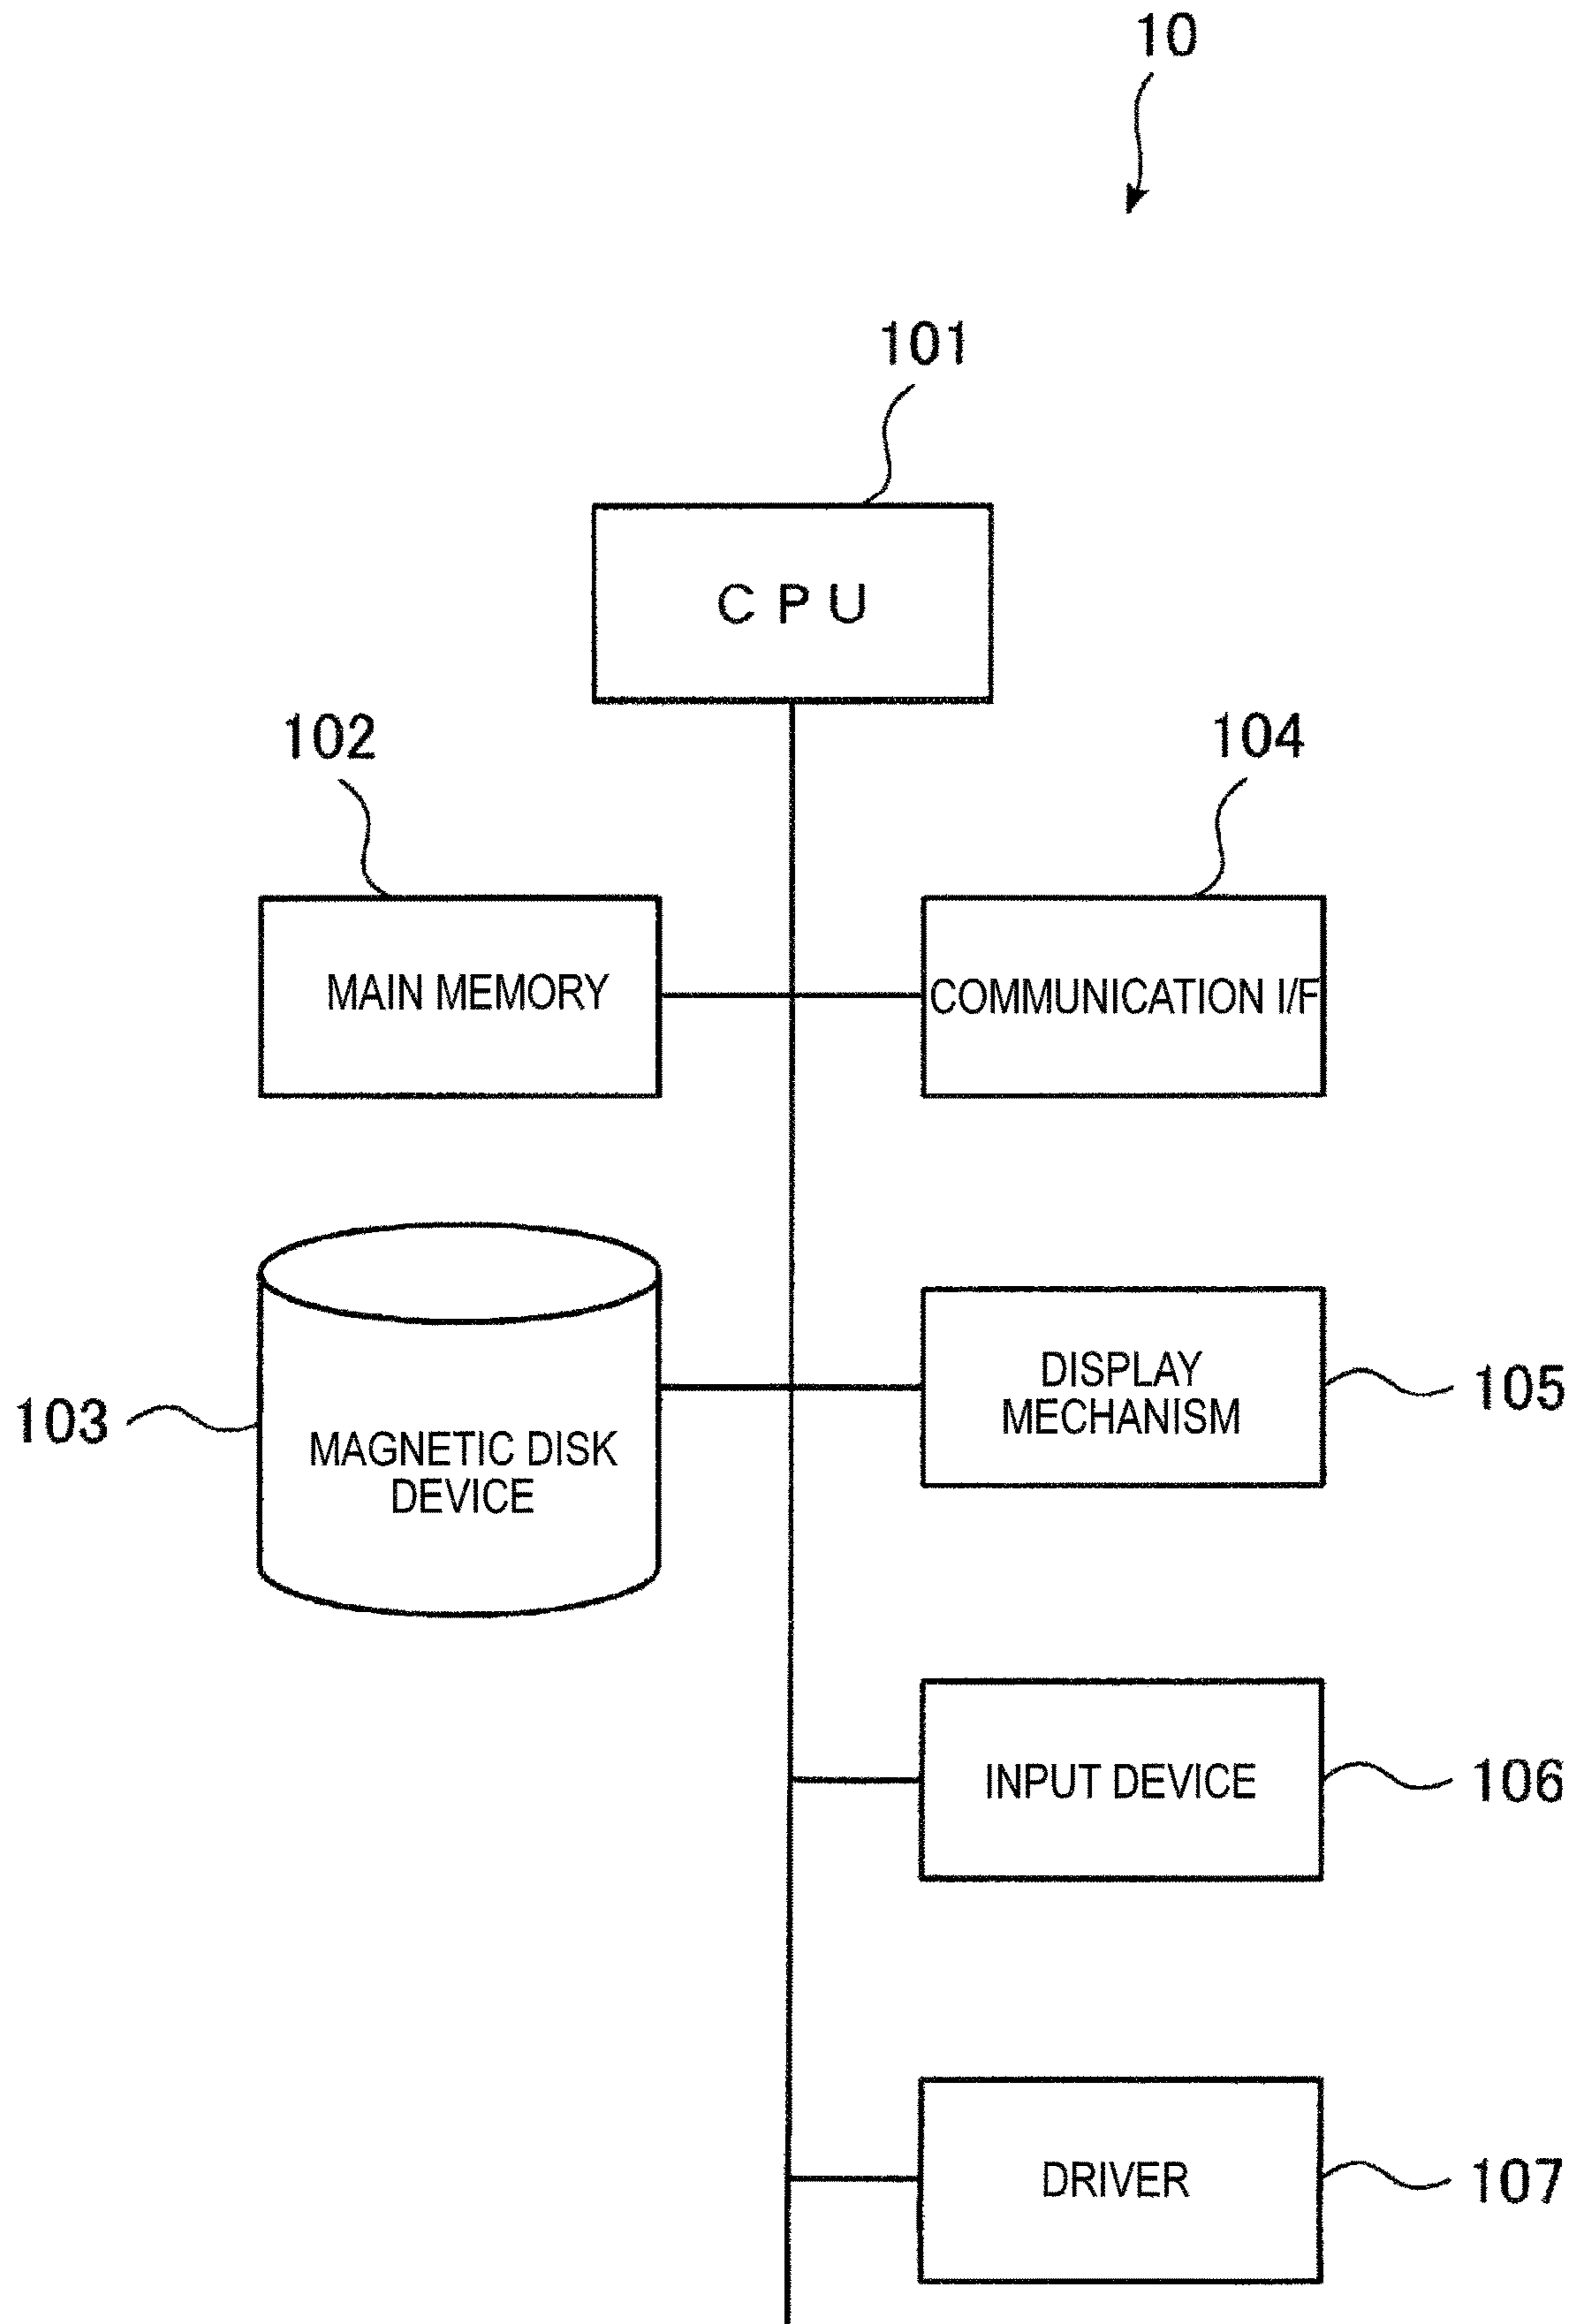 10
101
C P U
102
104
MAIN MEMORY
COMMUNICATION I/F
DISPLAY
MECHANISM
105
103
MAGNETIC DISK
DEVICE
INPUT DEVICE
106
DRIVER
107